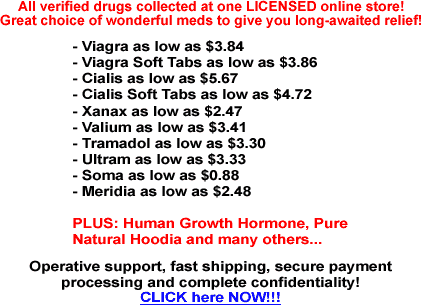 All verified drugs collected at one LICENSED online store!
Great choice of wonderful meds to give you long-awaited relief!
- Viagra as low as $3.84
- Viagra Soft Tabs as low as $3.86
- Cialis as low as $5.67
- Cialis Soft Tabs as low as $4.72
- Xanax as low as $2.47
- Valium as low as $3.41
- Tramadol as low as $3.30
- Ultram as low as $3.33
- Soma as low as $0.88
- Meridia as low as $2.48
PLUS: Human Growth Hormone, Pure
Natural Hoodia and many others...
Operative support, fast shipping, secure payment
processing and complete confidentiality!
CLICK here NOW!!!